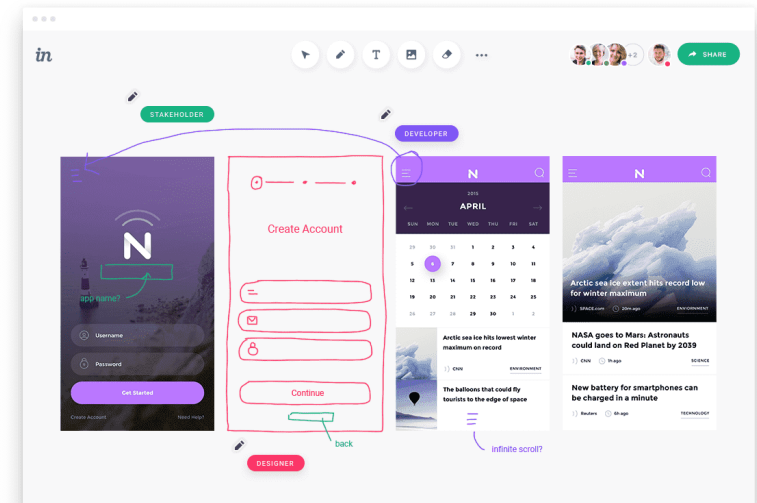 in
T
+2
SHARE
STAKEHOLDER
DEVELOPER
N
app name?
Username
Password
Get Started
Create Account
Need Help?
Create Account
Continue
back
DESIGNER
N
2015
APRIL
SUN MON TUE WED THU FRI SAT
29 30 31 1 2 3 4
5 6 7 8 9 10 11
12 13 14 15 16 17 18
19 20 21 22 23 24 25
26 27 28 29 30 1 2
Arctic sea ice hits lowest winter
maximum on record
CNN ENVIRONMENT
The balloons that could fly
tourists to the edge of space
infinite scroll?
N
Arctic sea ice extent hits record low
for winter maximum
SPACE.com 20m ago ENVIRONMENT
NASA goes to Mars: Astronauts
could land on Red Planet by 2039
CNN 1h ago SCIENCE
New battery for smartphones can
be charged in a minute
Reuters 6h ago TECHNOLOGY